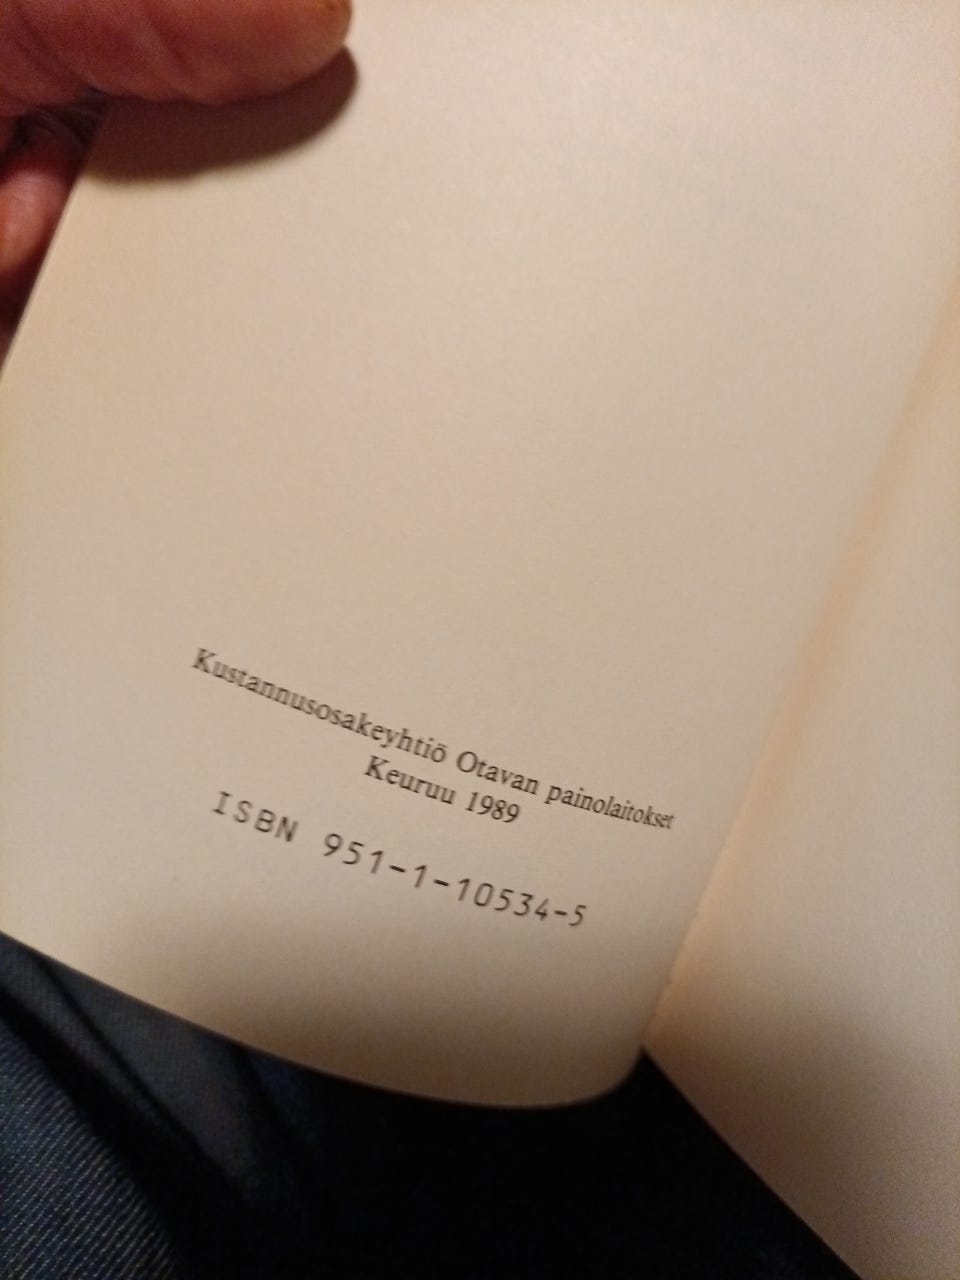 Kustannusosakeyhtiö Otavan painolaitokset
Keuruu 1989
ISBN 951-1-10534-5